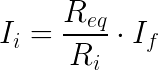 I_i = \frac{R_{eq}}{R_i} \cdot I_f